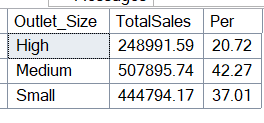 Outlet_Size TotalSales Per
High 248991.59 20.72
Medium 507895.74 42.27
Small 444794.17 37.01